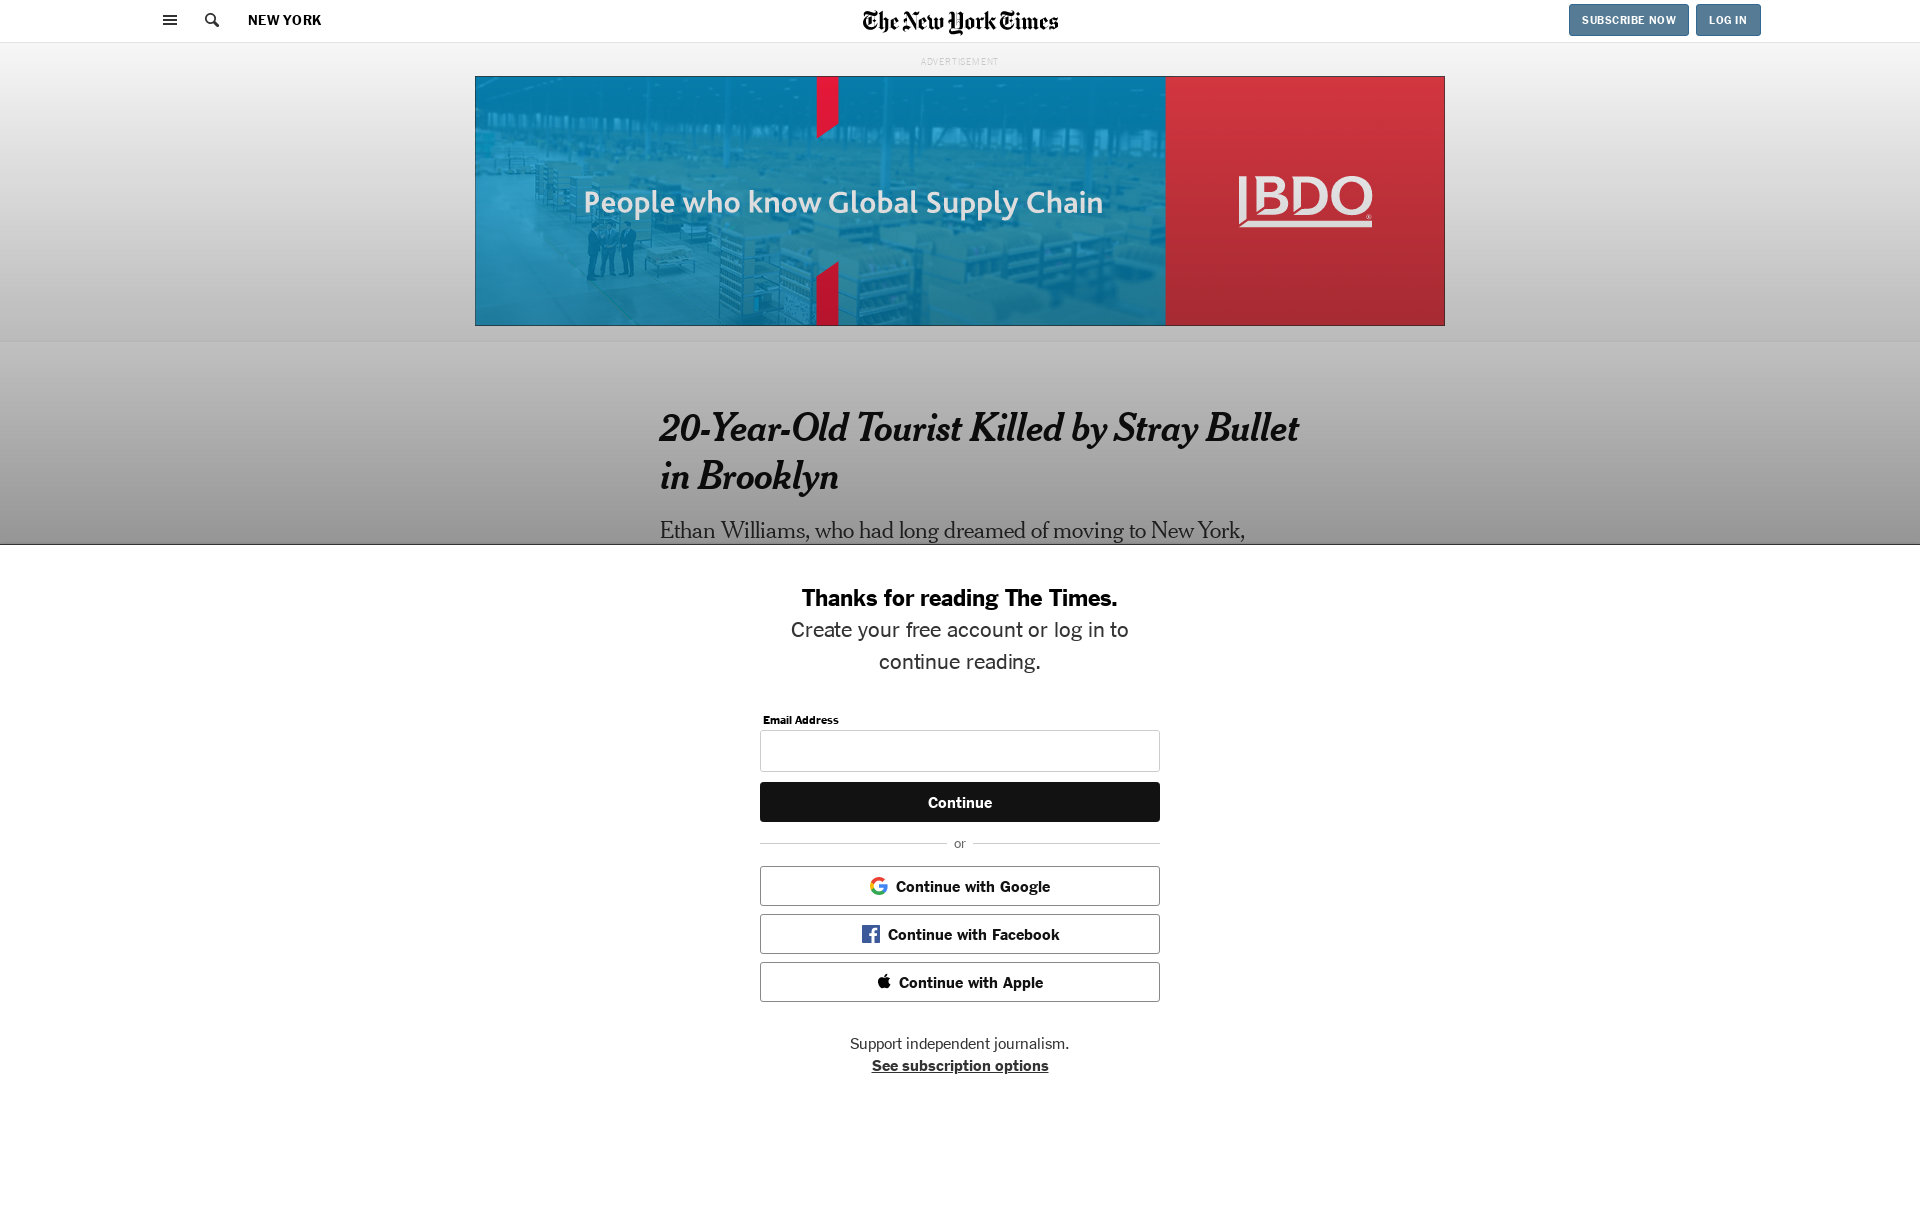 NEW YORK
The New York Times
SUBSCRIBE NOW
LOG IN
ADVERTISEMENT
People who know Global Supply Chain
BDO
20-Year-Old Tourist Killed by Stray Bullet
in Brooklyn
Ethan Williams, who had long dreamed of moving to New York,
Thanks for reading The Times.
Create your free account or log in to
continue reading.
Email Address
Continue
or
Continue with Google
Continue with Facebook
Continue with Apple
Support independent journalism.
See subscription options